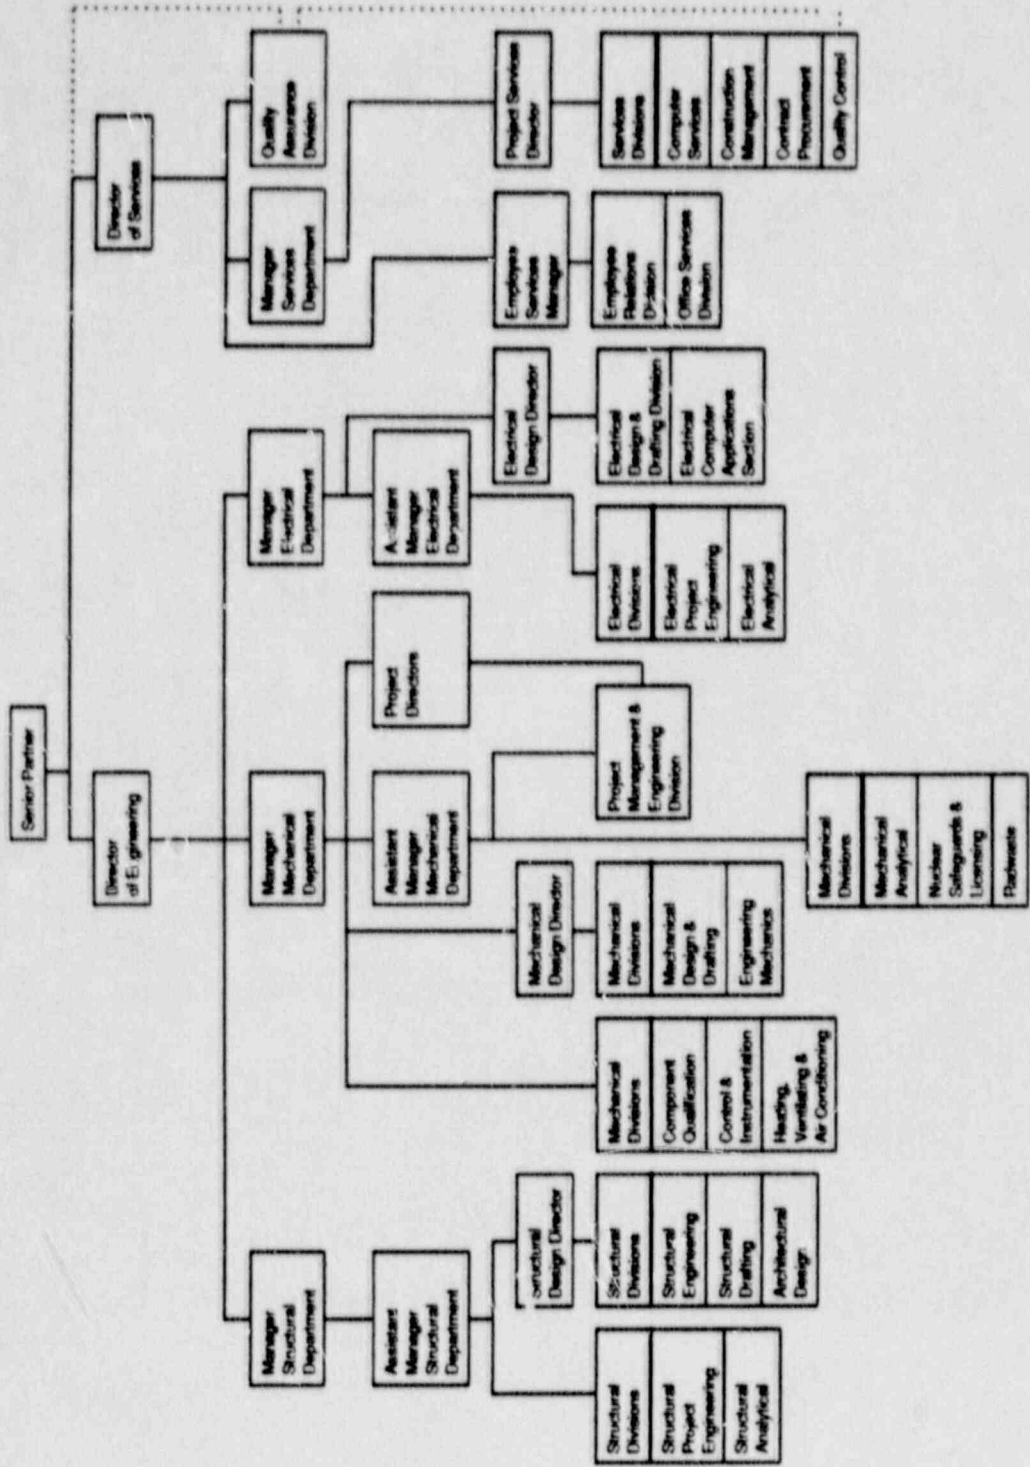 Senior Partner
Director
of Engineering
Director
of Services
Manager
Structural
Department
Manager
Mechanical
Department
Manager
Electrical
Department
Manager
Services
Department
Quality
Assurance
Division
Assistant
Manager
Structural
Department
Assistant
Manager
Mechanical
Department
Project
Directors
Assistant
Manager
Electrical
Department
Structural
Design Director
Mechanical
Design Director
Electrical
Design Director
Employee
Services
Manager
Project Services
Director
Structural
Divisions
Structural
Project
Engineering
Structural
Analytical
Structural
Divisions
Structural
Engineering
Structural
Drafting
Architectural
Design
Mechanical
Divisions
Component
Qualification
Control &
Instrumentation
Heating,
Ventilating &
Air Conditioning
Mechanical
Divisions
Mechanical
Design &
Drafting
Engineering
Mechanics
Project
Management &
Engineering
Division
Electrical
Divisions
Electrical
Project
Engineering
Electrical
Analytical
Electrical
Design &
Drafting Division
Electrical
Computer
Applications
Section
Employee
Relations
Division
Office Services
Division
Services
Divisions
Computer
Services
Construction
Management
Contract
Procurement
Quality Control
Mechanical
Divisions
Mechanical
Analytical
Nuclear
Safeguards &
Licensing
Radwaste